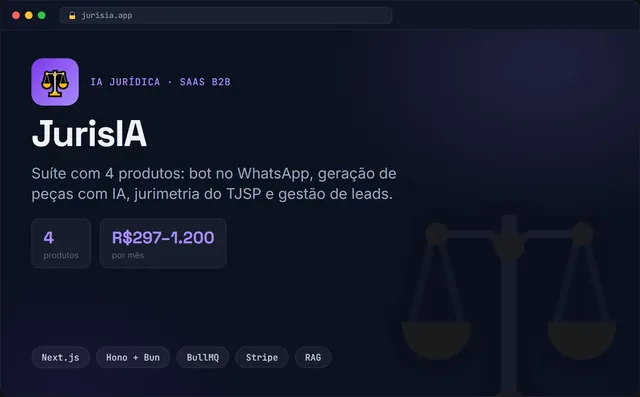 jurisia.app
IA JURÍDICA · SAAS B2B
JurisIA
Suíte com 4 produtos: bot no WhatsApp, geração de
peças com IA, jurimetria do TJSP e gestão de leads.
4
produtos
R$297–1.200
por mês
Next.js
Hono + Bun
BullMQ
Stripe
RAG